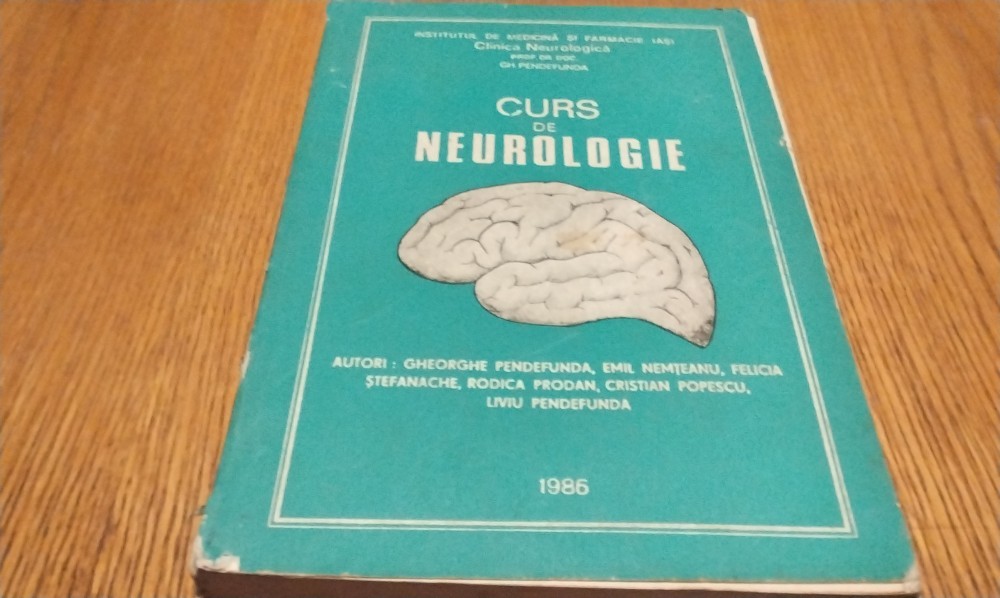 INSTITUTUL DE MEDICINĂ ȘI FARMACIE IAȘI
Clinica Neurologică
PROF. DR. DOC.
GH. PENDEFUNDA
CURS
DE
NEUROLOGIE
AUTORI : GHEORGHE PENDEFUNDA, EMIL NEMȚEANU, FELICIA
ȘTEFANACHE, RODICA PRODAN, CRISTIAN POPESCU,
LIVIU PENDEFUNDA
1986